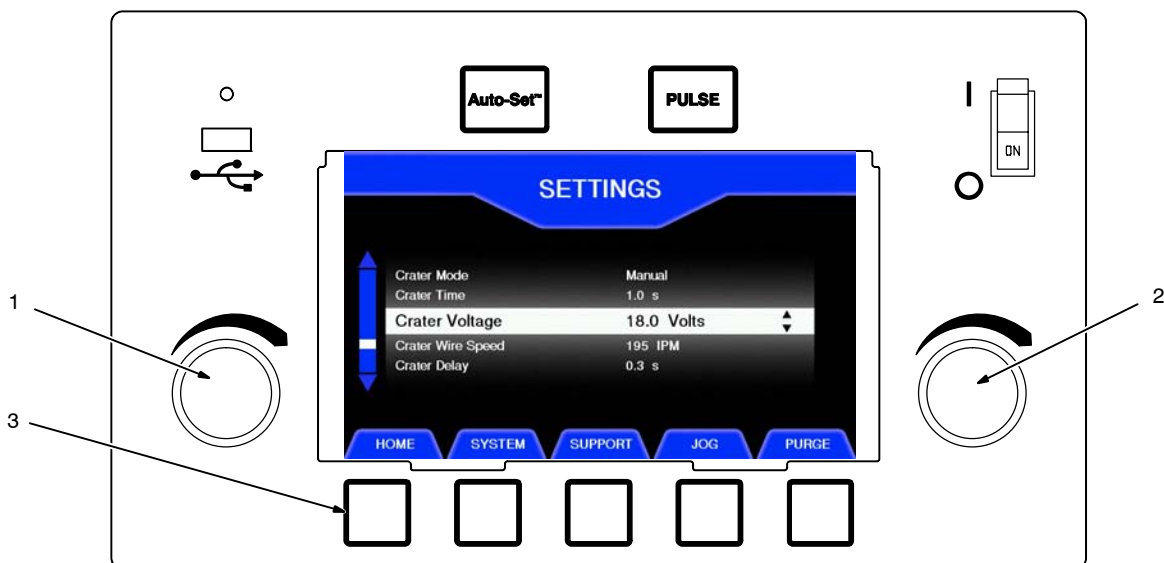 Auto-Set™
PULSE
I
ON
SETTINGS
Crater Mode Manual
Crater Time 1.0 s
Crater Voltage 18.0 Volts
Crater Wire Speed 195 IPM
Crater Delay 0.3 s
1
2
3
HOME SYSTEM SUPPORT JOG PURGE